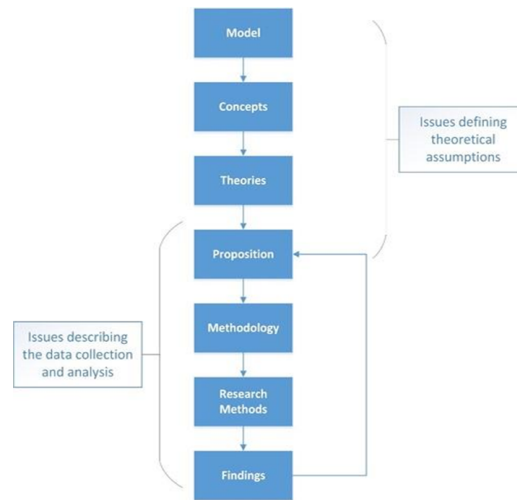 Model
Concepts
Issues defining
theoretical
assumptions
Theories
Proposition
Methodology
Issues describing
the data collection
and analysis
Research
Methods
Findings